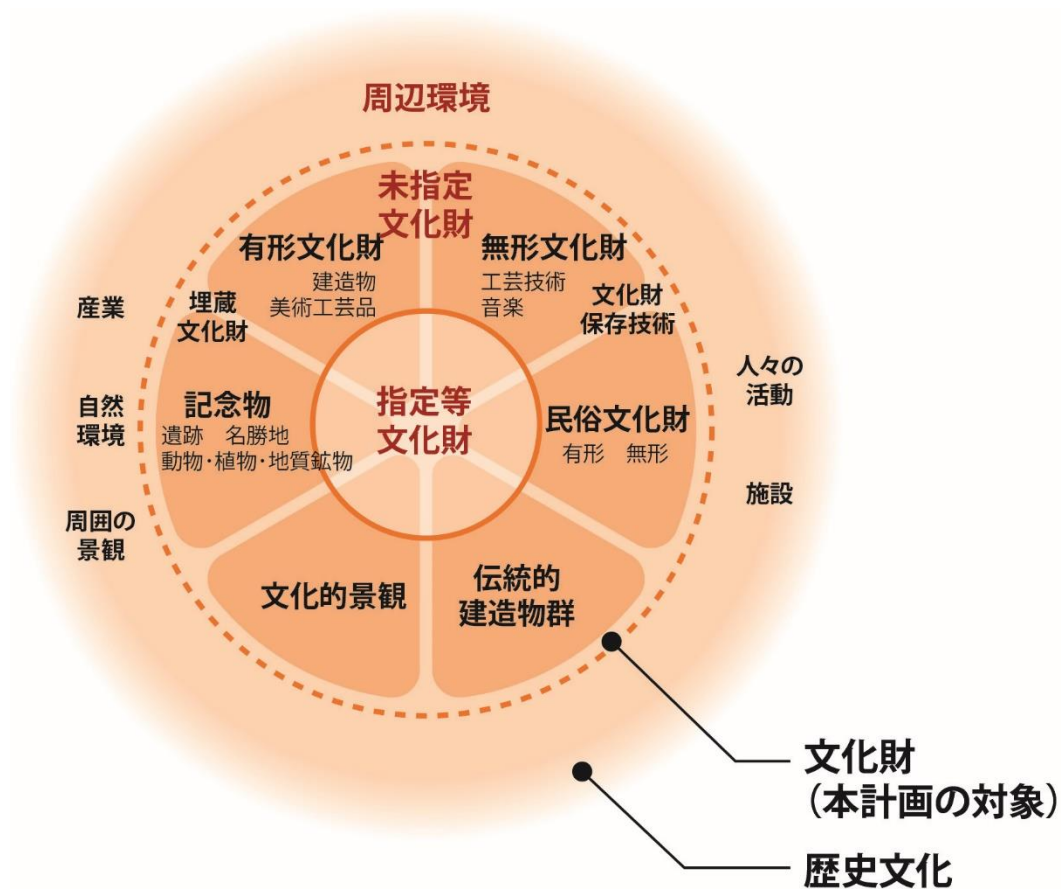 周辺環境
未指定
文化財
有形文化財
建造物
美術工芸品
無形文化財
工芸技術
音楽
埋蔵
文化財
文化財
保存技術
産業
自然
環境
周囲の
景観
記念物
遺跡　名勝地
動物・植物・地質鉱物
指定等
文化財
民俗文化財
有形　無形
人々の
活動
施設
文化的景観
伝統的
建造物群
文化財
（本計画の対象）
歴史文化